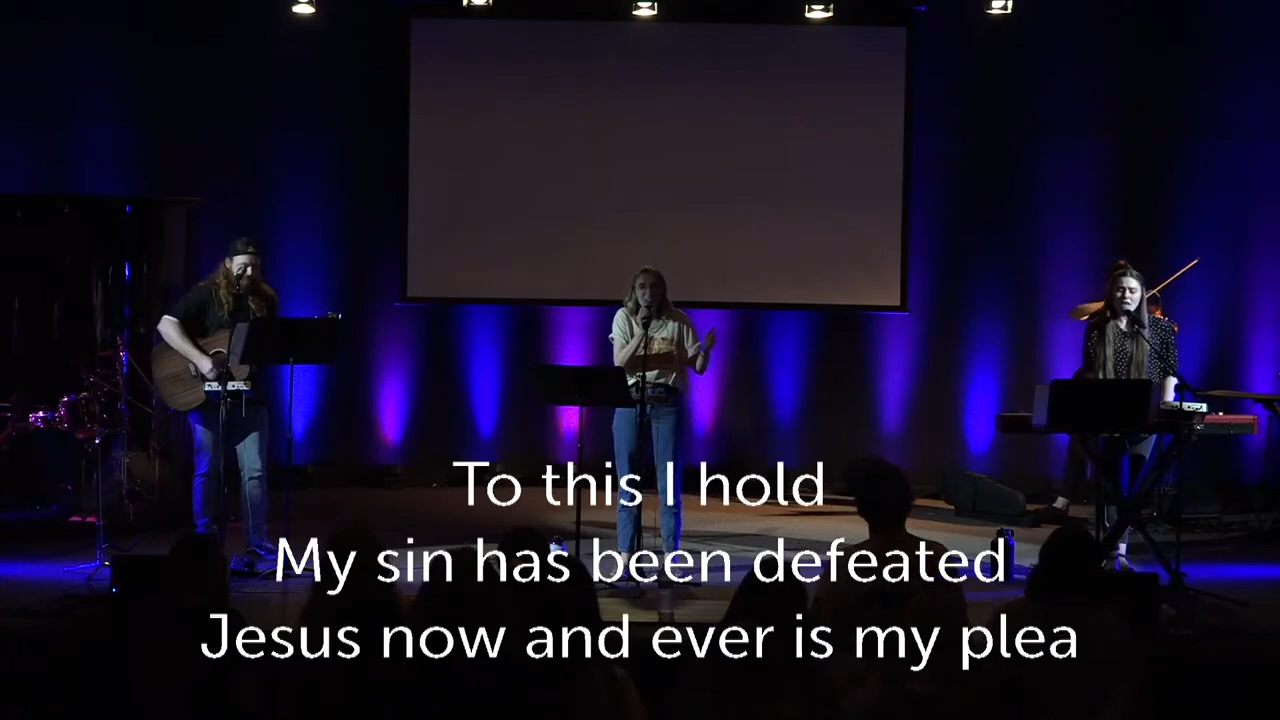 To this I hold
My sin has been defeated
Jesus now and ever is my plea